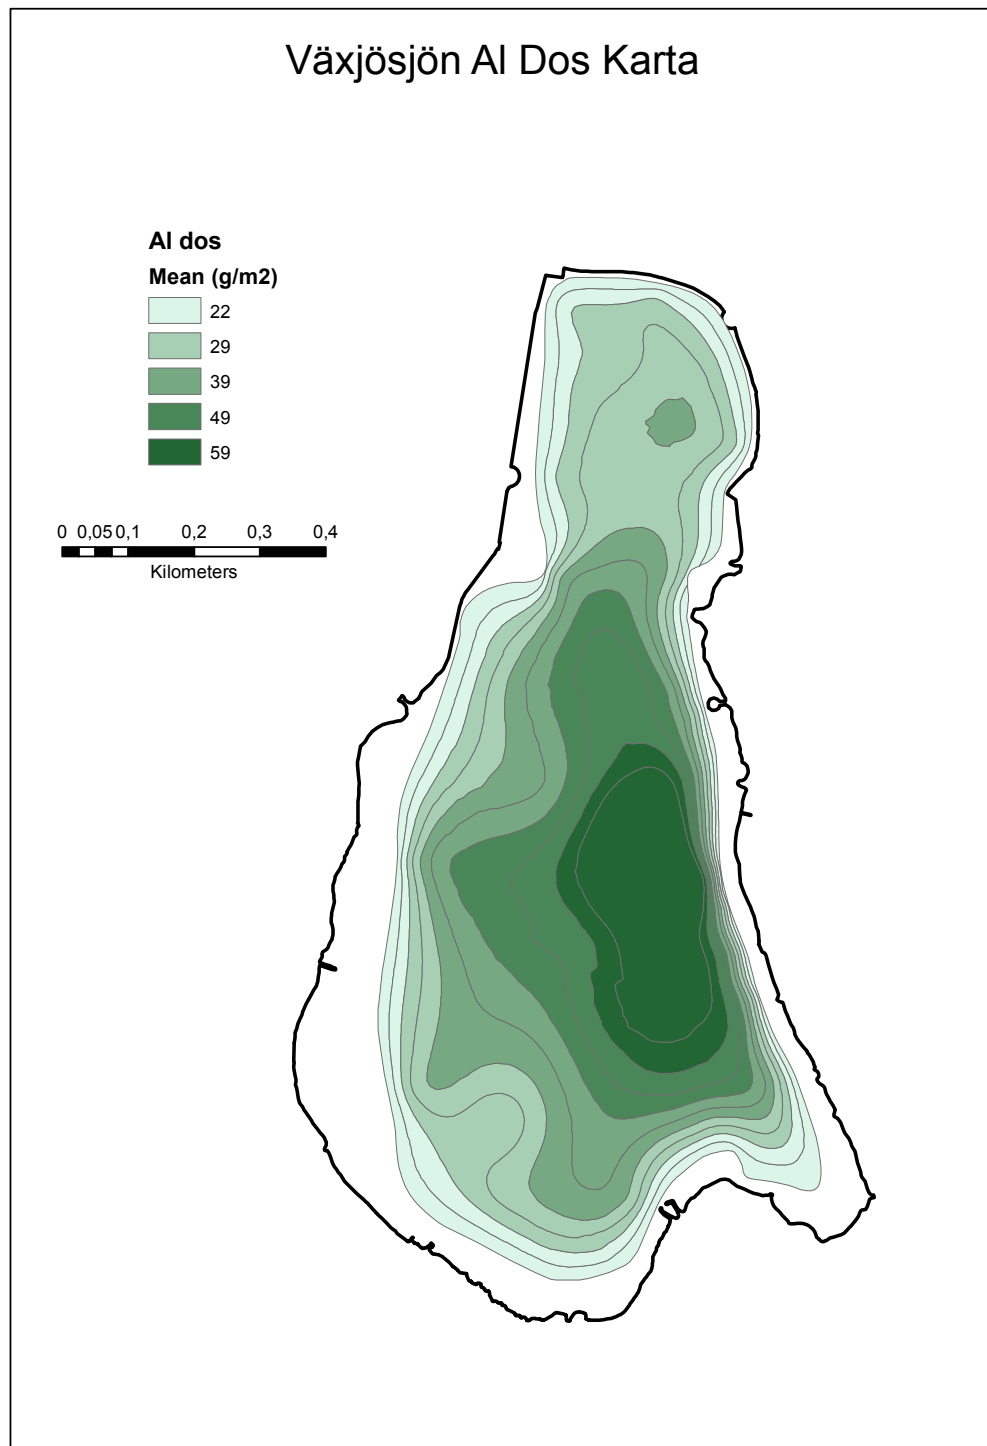 Växjösjön Al Dos Karta
Al dos
Mean (g/m2)
22
29
39
49
59
0 0,05 0,1 0,2 0,3 0,4
Kilometers